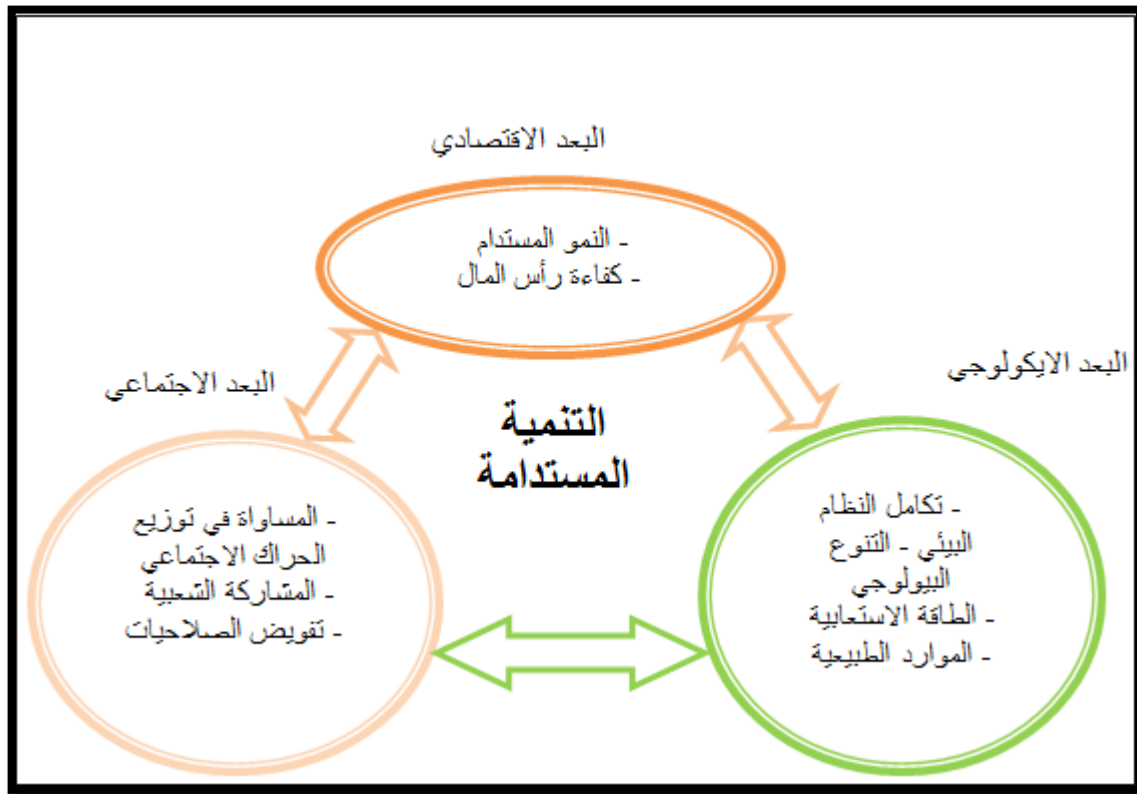 البعد الاقتصادي
- النمو المستدام
- كفاءة رأس المال
البعد الايكولوجي
البعد الاجتماعي
التنمية
المستدامة
- تكامل النظام
البيئي - التنوع
البيولوجي
- الطاقة الاستعابية
- الموارد الطبيعية
- المساواة في توزيع
الحراك الاجتماعي
- المشاركة الشعبية
- تفويض الصلاحيات